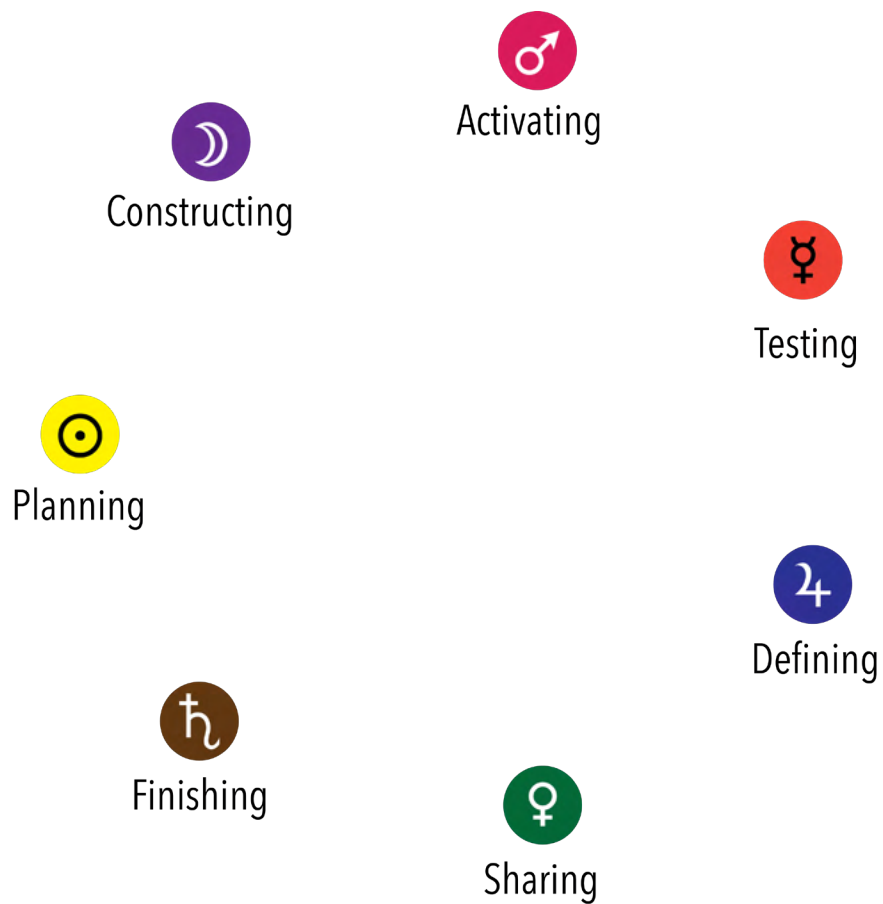 Activating
Constructing
Testing
Planning
Defining
Finishing
Sharing